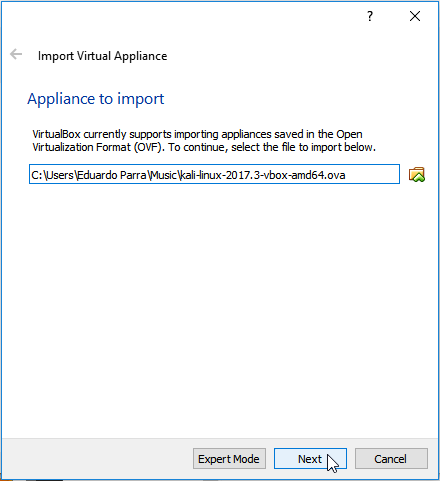 ?
Import Virtual Appliance
Appliance to import
VirtualBox currently supports importing appliances saved in the Open
Virtualization Format (OVF). To continue, select the file to import below.
C:\Users\Eduardo Parra\Music\kali-linux-2017.3-vbox-amd64.ova
Expert Mode Next Cancel